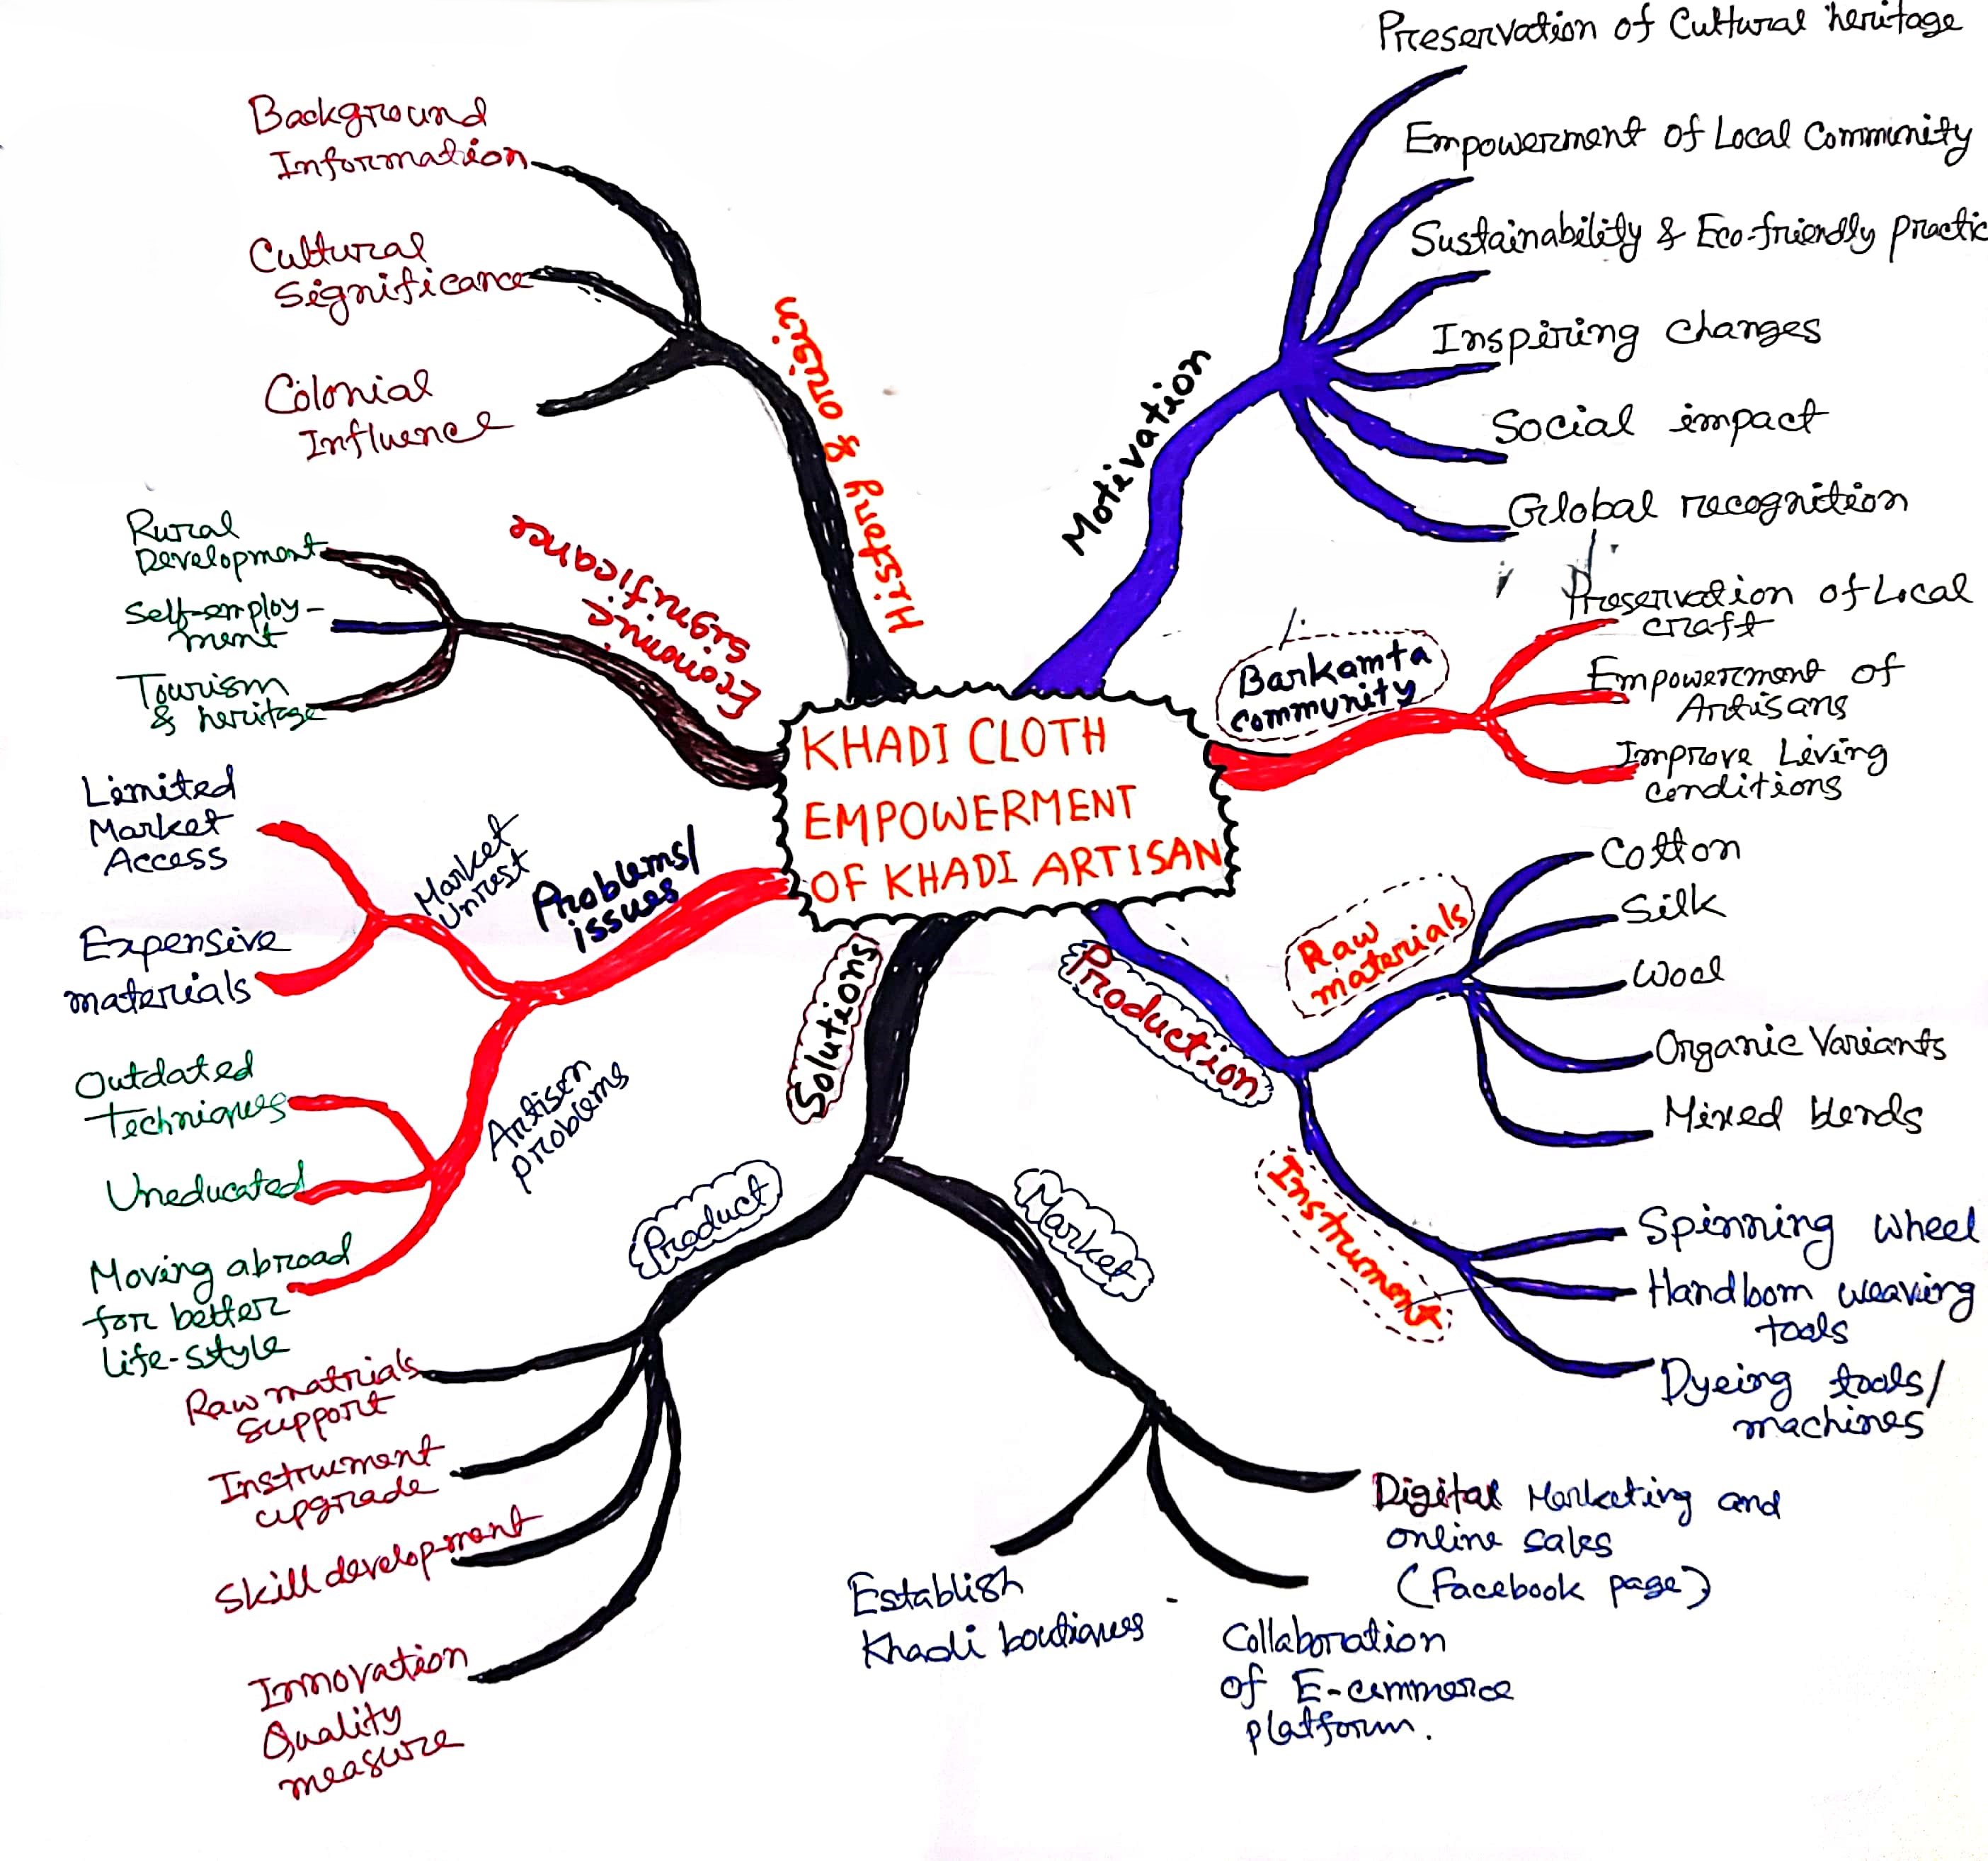 KHADI CLOTH
EMPOWERMENT
OF KHADI ARTISAN
History & origin
Background
Information
Cultural
Significance
Colonial
Influence
Motivation
Preservation of Cultural heritage
Empowerment of Local Community
Sustainability & Eco-friendly practic
Inspiring changes
Social impact
Global recognition
Barkamta
community
Preservation of Local
craft
Empowerment of
Artisans
Improve Living
conditions
Production
Raw
materials
Cotton
Silk
Wool
Organic Variants
Mixed blends
Instrument
Spinning wheel
Handloom weaving
tools
Dyeing tools/
machines
Solutions
Market
Digital Marketing and
online sales
(Facebook page)
Collaboration
of E-commerce
platform.
Establish
Khadi boutiques
Product
Raw matrials
support
Instrument
upgrade
Skill development
Innovation
Quality
measure
Problems/
issues
Market
Unrest
Limited
Market
Access
Expensive
materials
Artisan
problems
Outdated
techniques
Uneducated
Moving abroad
for better
life-style
Economic
significance
Rural
Development
Self-employ-
ment
Tourism
& heritage